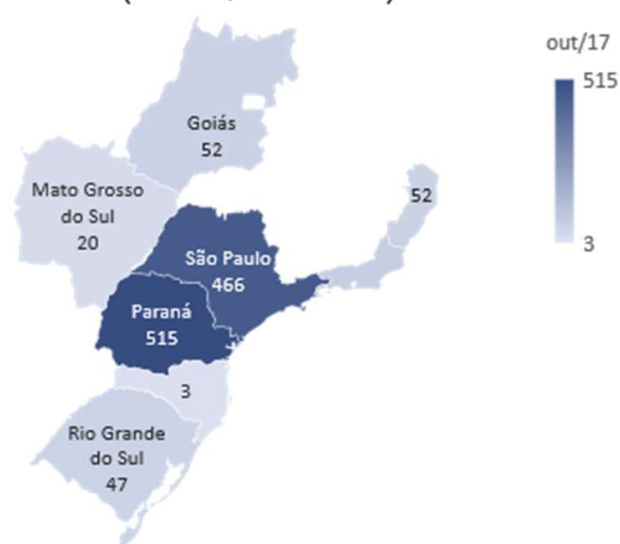 out/17
515
3
Goiás
52
Mato Grosso
do Sul
20
52
São Paulo
466
Paraná
515
3
Rio Grande
do Sul
47